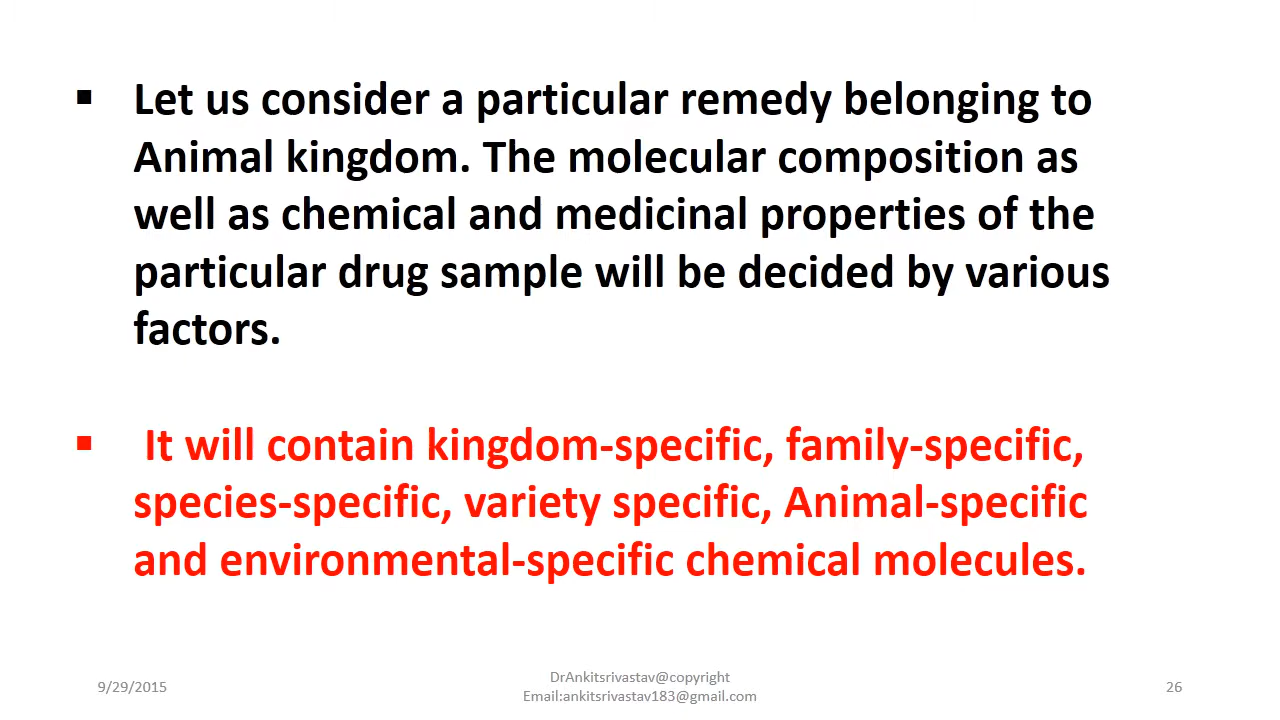 ▪ Let us consider a particular remedy belonging to
Animal kingdom. The molecular composition as
well as chemical and medicinal properties of the
particular drug sample will be decided by various
factors.
▪ It will contain kingdom-specific, family-specific,
species-specific, variety specific, Animal-specific
and environmental-specific chemical molecules.
9/29/2015
DrAnkitsrivastav@copyright
Email:ankitsrivastav183@gmail.com
26